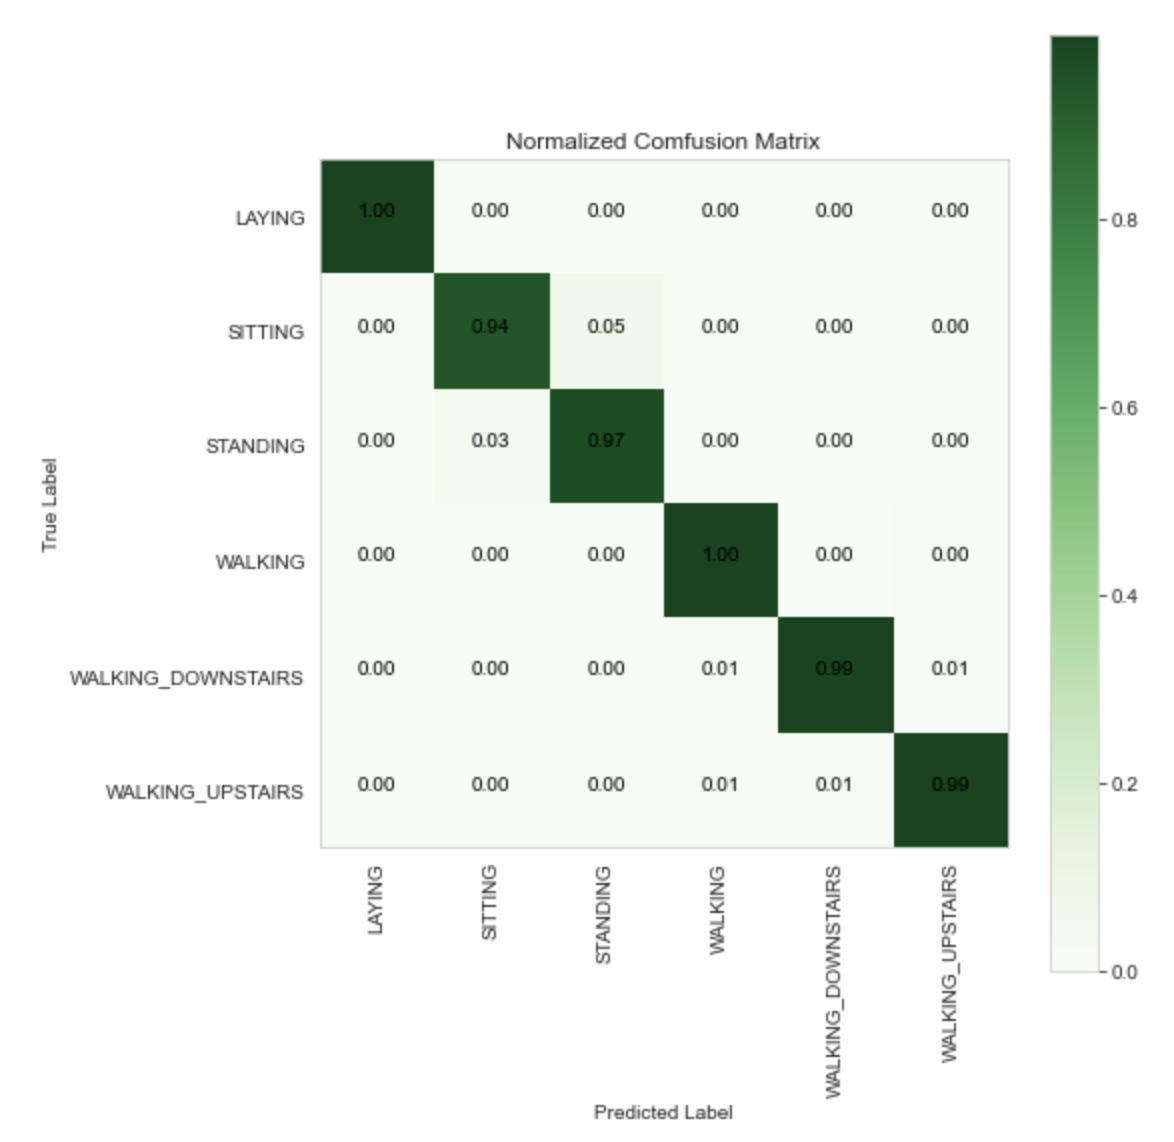 Normalized Comfusion Matrix
LAYING 1.00 0.00 0.00 0.00 0.00 0.00
SITTING 0.00 0.94 0.05 0.00 0.00 0.00
STANDING 0.00 0.03 0.97 0.00 0.00 0.00
WALKING 0.00 0.00 0.00 1.00 0.00 0.00
WALKING_DOWNSTAIRS 0.00 0.00 0.00 0.01 0.99 0.01
WALKING_UPSTAIRS 0.00 0.00 0.00 0.01 0.01 0.99
True Label
LAYING
SITTING
STANDING
WALKING
WALKING_DOWNSTAIRS
WALKING_UPSTAIRS
Predicted Label
0.8
0.6
0.4
0.2
0.0